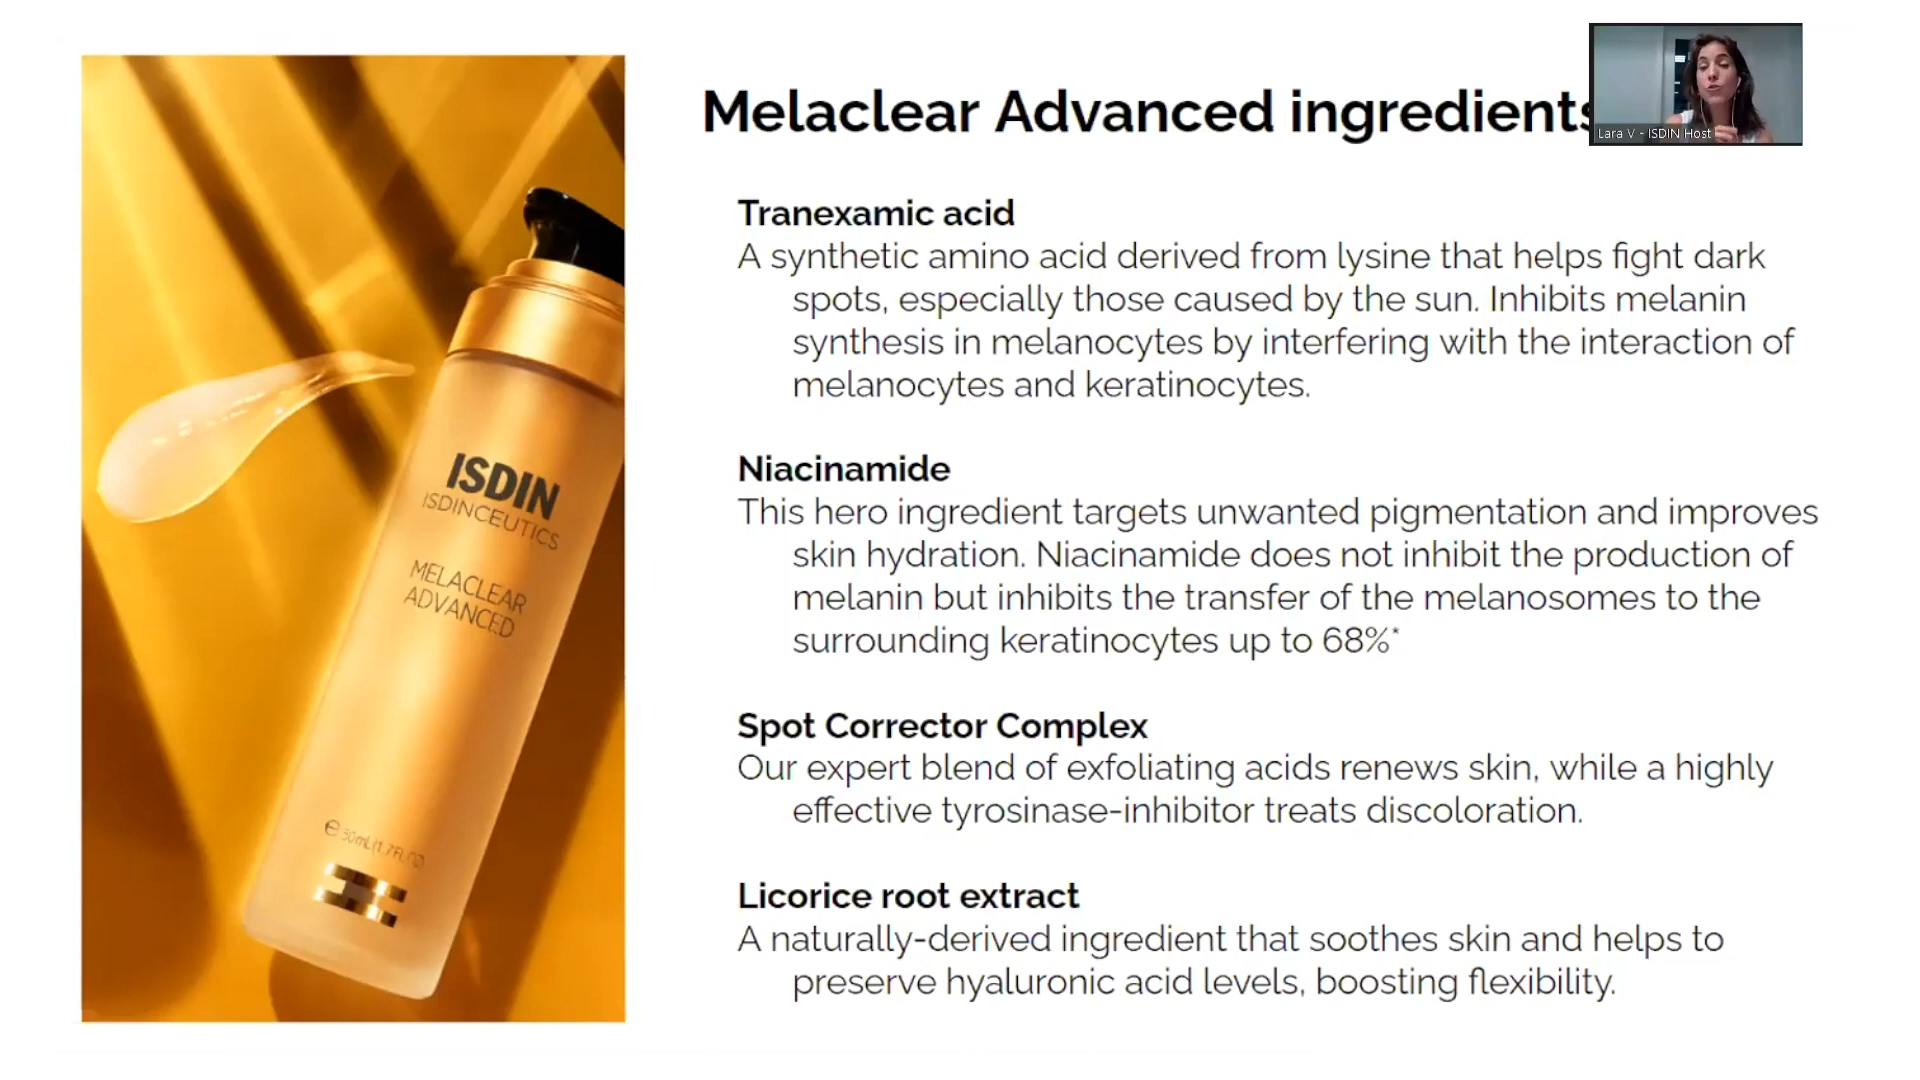 Melaclear Advanced ingredients
Lara V - ISDIN Host
Tranexamic acid
A synthetic amino acid derived from lysine that helps fight dark
spots, especially those caused by the sun. Inhibits melanin
synthesis in melanocytes by interfering with the interaction of
melanocytes and keratinocytes.
Niacinamide
This hero ingredient targets unwanted pigmentation and improves
skin hydration. Niacinamide does not inhibit the production of
melanin but inhibits the transfer of the melanosomes to the
surrounding keratinocytes up to 68%*
Spot Corrector Complex
Our expert blend of exfoliating acids renews skin, while a highly
effective tyrosinase-inhibitor treats discoloration.
Licorice root extract
A naturally-derived ingredient that soothes skin and helps to
preserve hyaluronic acid levels, boosting flexibility.
ISDIN
ISDINCEUTICS
MELACLEAR
ADVANCED
℮ 50mL(1.7FL.OZ)